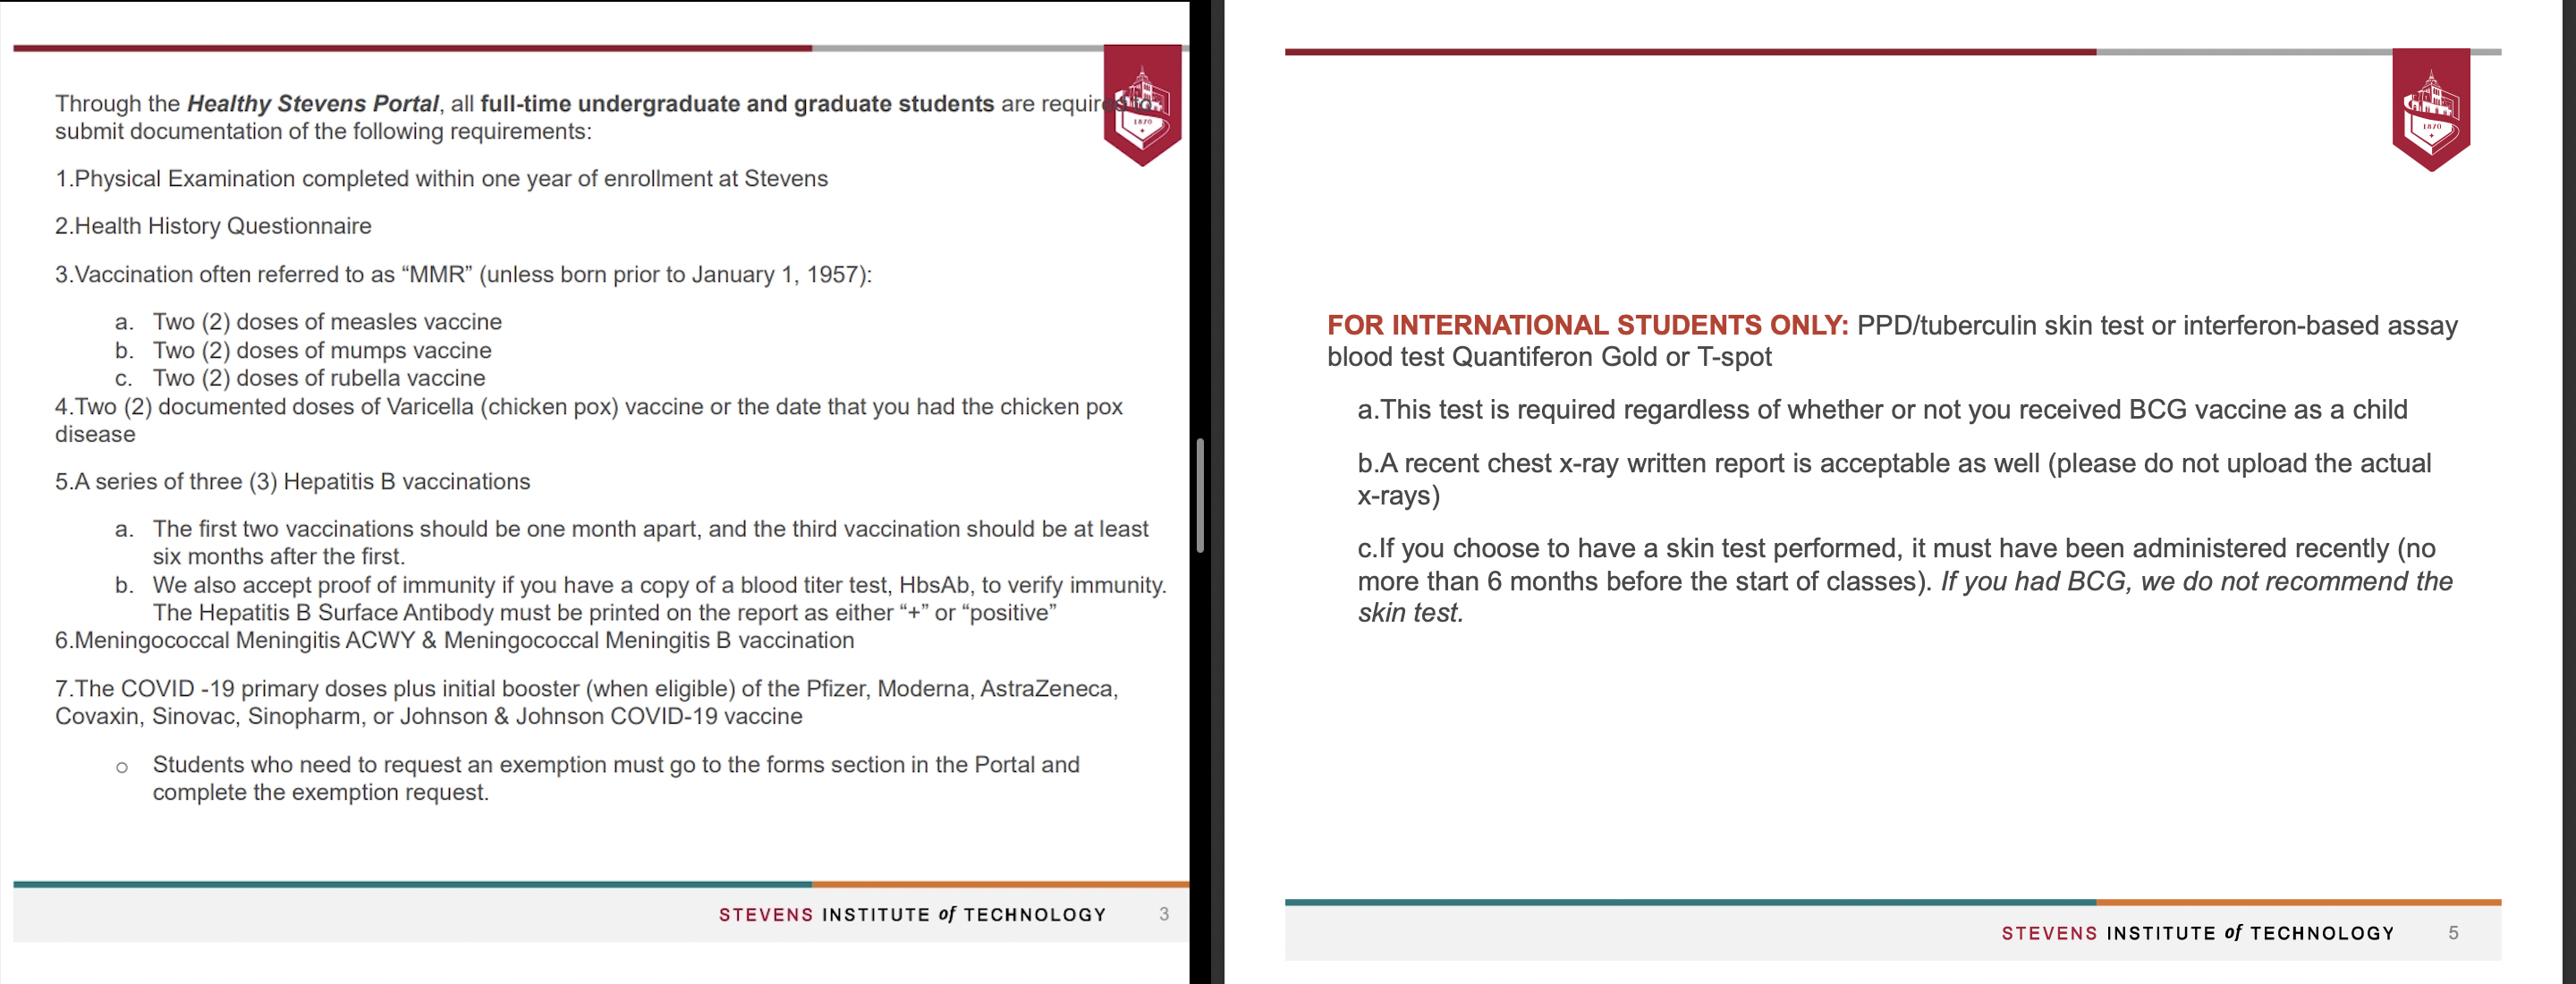 Through the Healthy Stevens Portal, all full-time undergraduate and graduate students are required to
submit documentation of the following requirements:
1.Physical Examination completed within one year of enrollment at Stevens
2.Health History Questionnaire
3.Vaccination often referred to as “MMR” (unless born prior to January 1, 1957):
a. Two (2) doses of measles vaccine
b. Two (2) doses of mumps vaccine
c. Two (2) doses of rubella vaccine
4.Two (2) documented doses of Varicella (chicken pox) vaccine or the date that you had the chicken pox
disease
5.A series of three (3) Hepatitis B vaccinations
a. The first two vaccinations should be one month apart, and the third vaccination should be at least
six months after the first.
b. We also accept proof of immunity if you have a copy of a blood titer test, HbsAb, to verify immunity.
The Hepatitis B Surface Antibody must be printed on the report as either “+” or “positive”
6.Meningococcal Meningitis ACWY & Meningococcal Meningitis B vaccination
7.The COVID -19 primary doses plus initial booster (when eligible) of the Pfizer, Moderna, AstraZeneca,
Covaxin, Sinovac, Sinopharm, or Johnson & Johnson COVID-19 vaccine
o Students who need to request an exemption must go to the forms section in the Portal and
complete the exemption request.
1870
STEVENS INSTITUTE of TECHNOLOGY 3
1870
FOR INTERNATIONAL STUDENTS ONLY: PPD/tuberculin skin test or interferon-based assay
blood test Quantiferon Gold or T-spot
a.This test is required regardless of whether or not you received BCG vaccine as a child
b.A recent chest x-ray written report is acceptable as well (please do not upload the actual
x-rays)
c.If you choose to have a skin test performed, it must have been administered recently (no
more than 6 months before the start of classes). If you had BCG, we do not recommend the
skin test.
STEVENS INSTITUTE of TECHNOLOGY 5